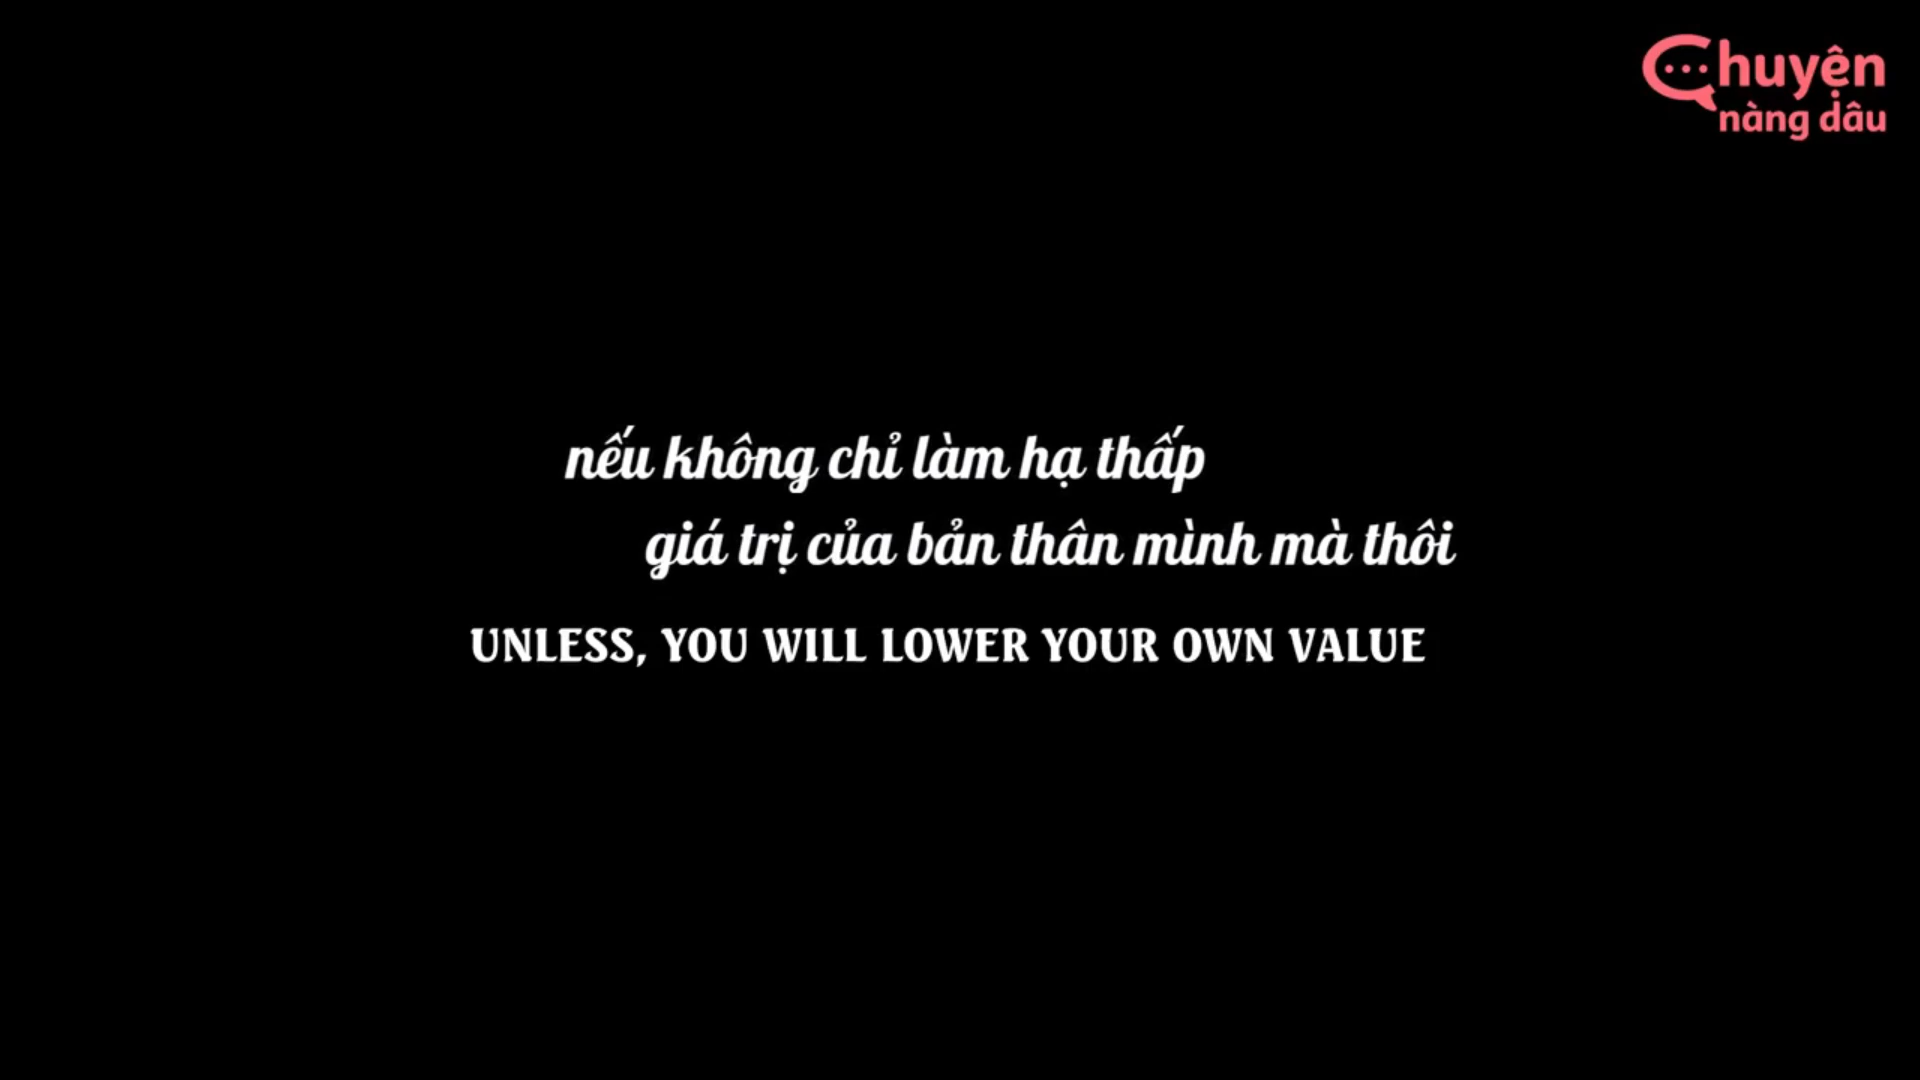 Chuyện
nàng dâu
nếu không chỉ làm hạ thấp
giá trị của bản thân mình mà thôi
UNLESS, YOU WILL LOWER YOUR OWN VALUE